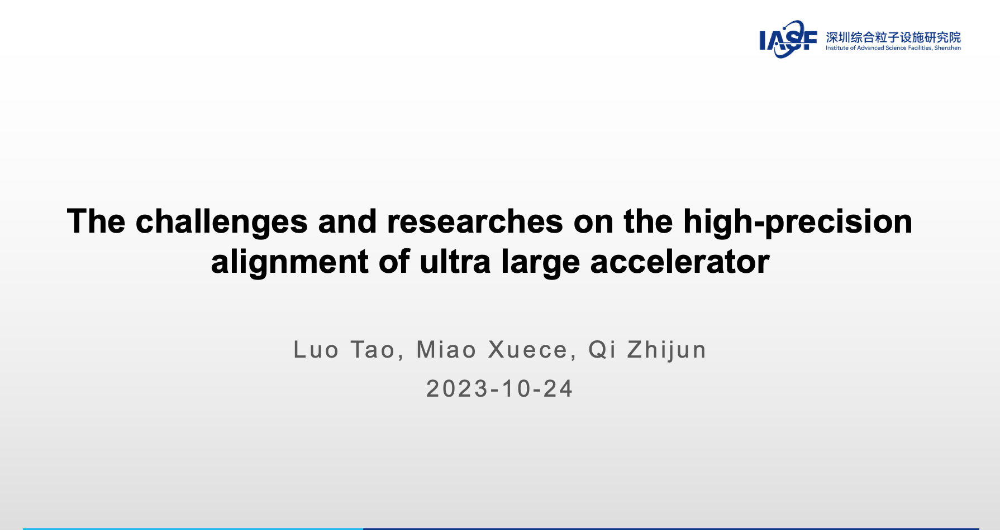 IASF
深圳综合粒子设施研究院
Institute of Advanced Science Facilities, Shenzhen
The challenges and researches on the high-precision
alignment of ultra large accelerator
Luo Tao, Miao Xuece, Qi Zhijun
2023-10-24